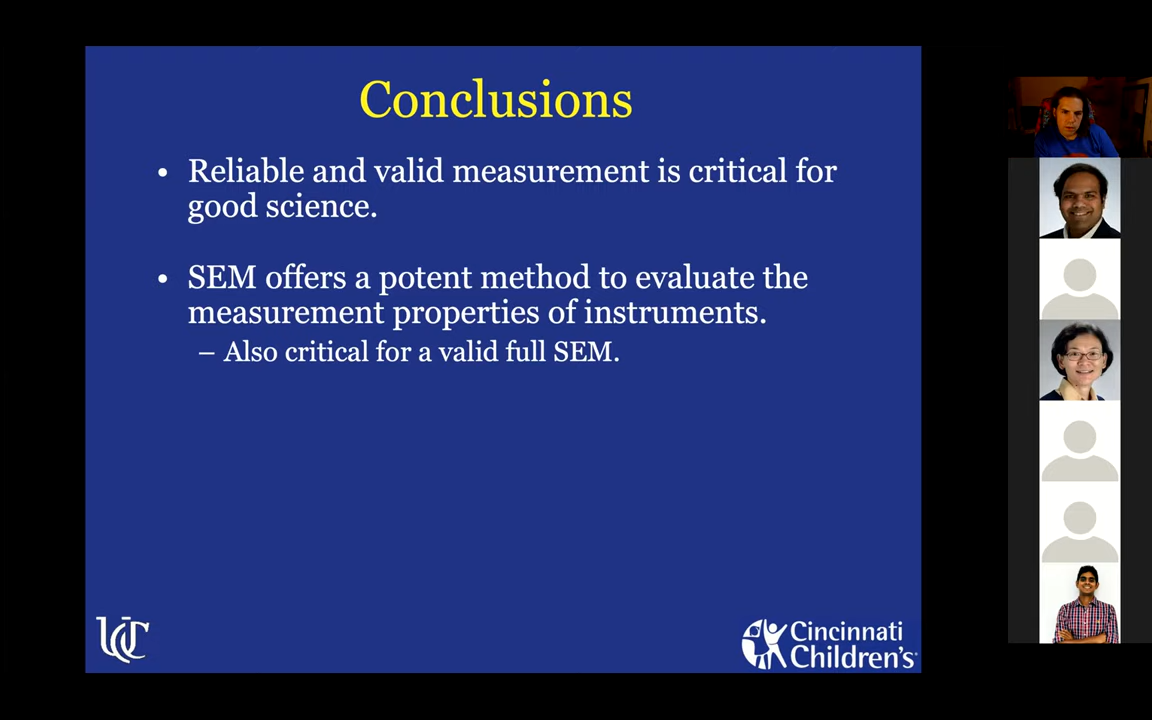 Conclusions
• Reliable and valid measurement is critical for
good science.
• SEM offers a potent method to evaluate the
measurement properties of instruments.
– Also critical for a valid full SEM.
UC
Cincinnati
Children's